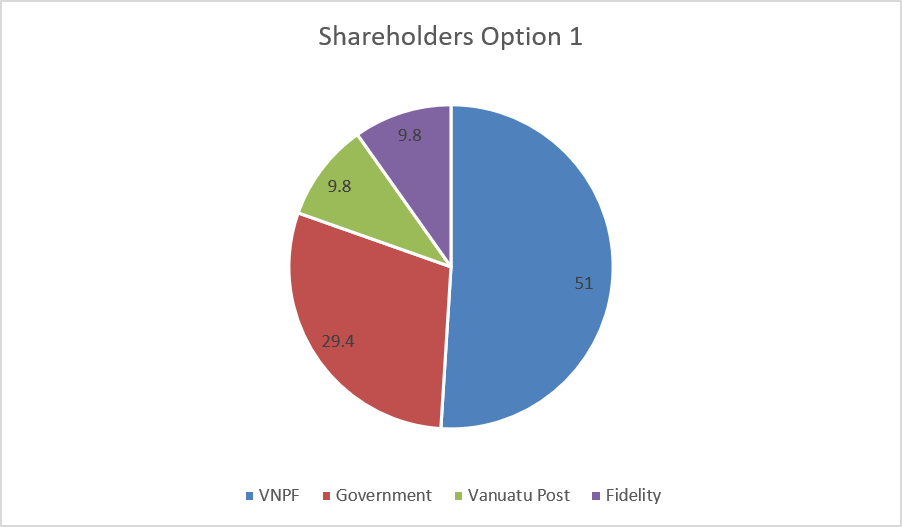 Shareholders Option 1
9.8
9.8
51
29.4
VNPF Government Vanuatu Post Fidelity